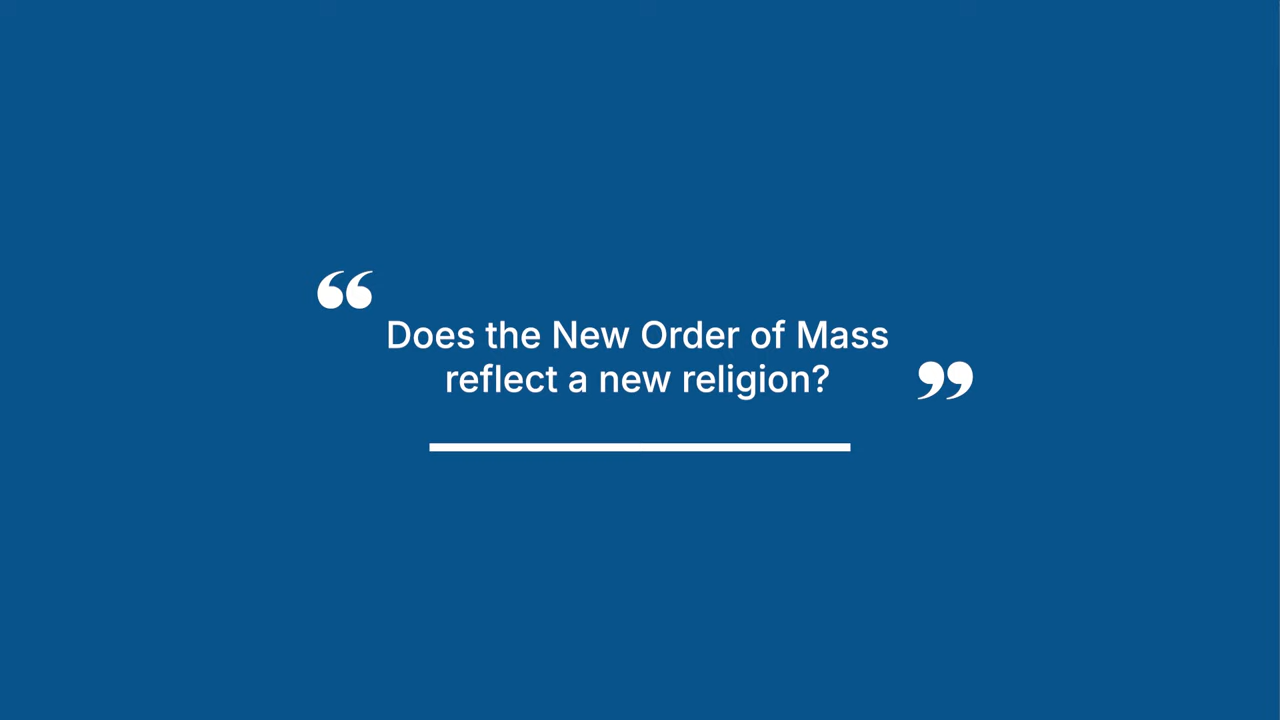 “Does the New Order of Mass
reflect a new religion?”